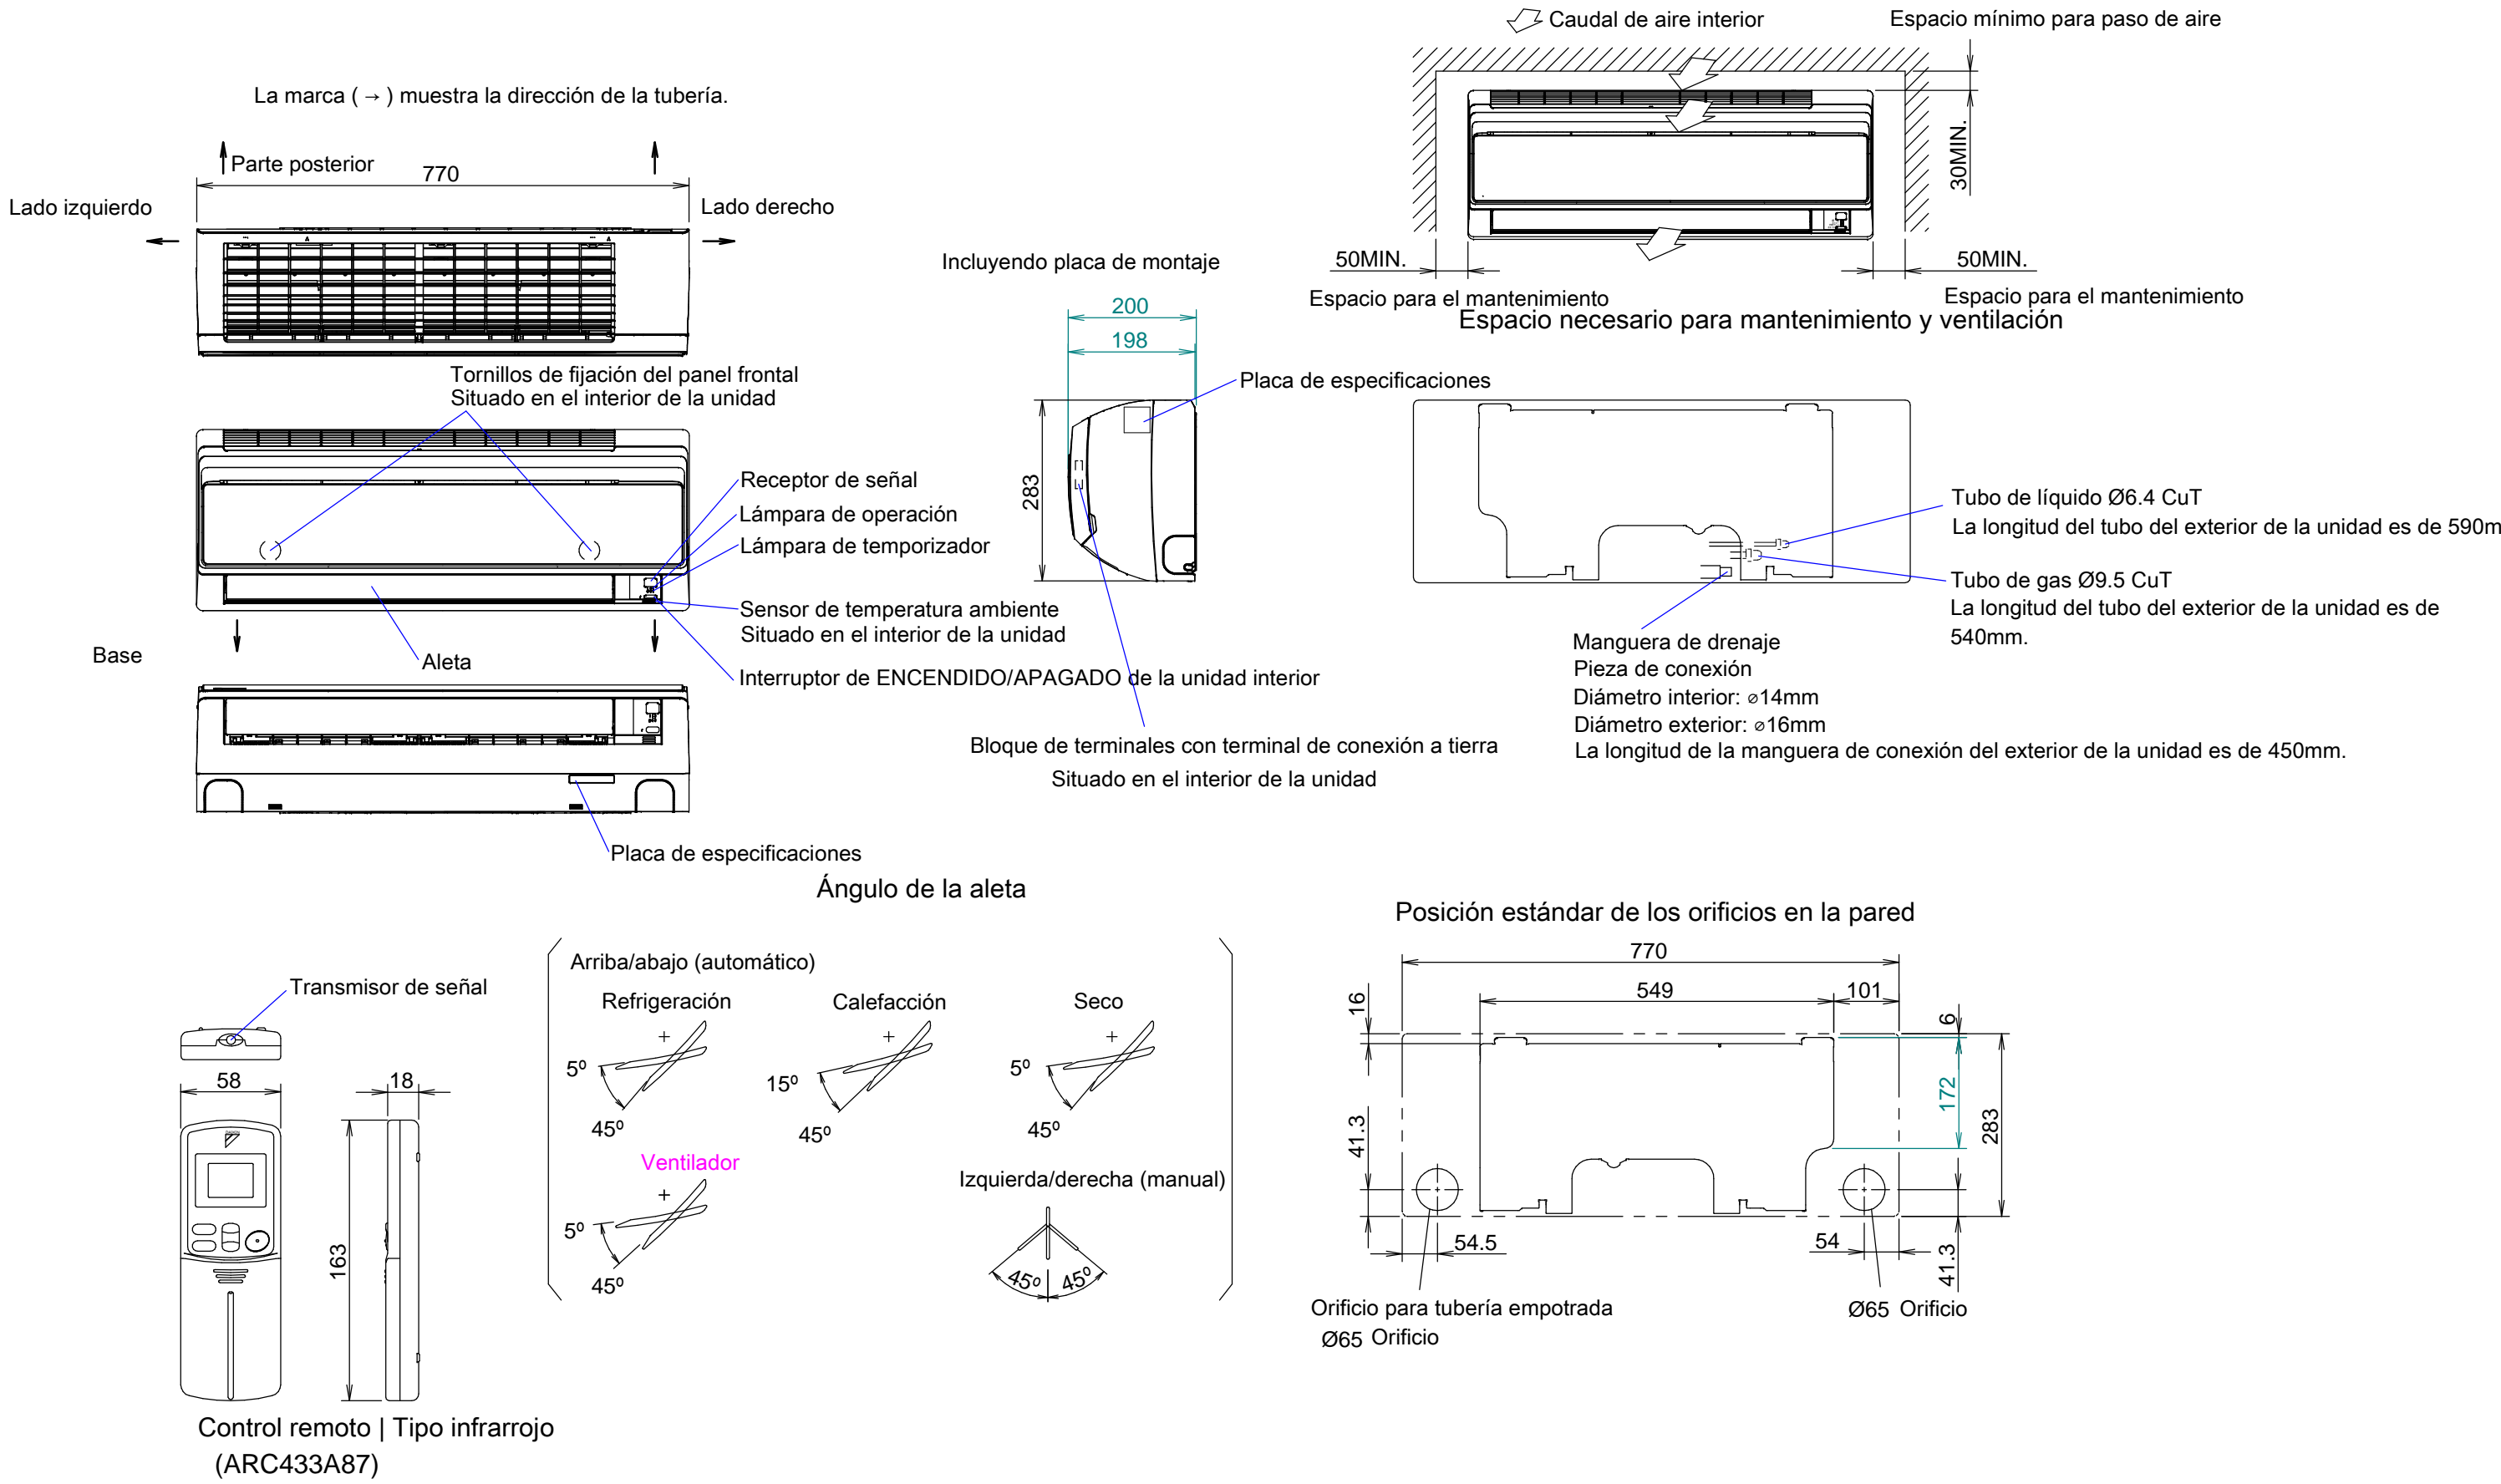 La marca ( → ) muestra la dirección de la tubería.
Parte posterior
770
Lado izquierdo
Lado derecho
Tornillos de fijación del panel frontal
Situado en el interior de la unidad
Receptor de señal
Lámpara de operación
Lámpara de temporizador
Sensor de temperatura ambiente
Situado en el interior de la unidad
Interruptor de ENCENDIDO/APAGADO de la unidad interior
Base
Aleta
Placa de especificaciones
Incluyendo placa de montaje
200
198
Placa de especificaciones
283
Bloque de terminales con terminal de conexión a tierra
Situado en el interior de la unidad
Caudal de aire interior
Espacio mínimo para paso de aire
30MIN.
50MIN.
50MIN.
Espacio para el mantenimiento
Espacio para el mantenimiento
Espacio necesario para mantenimiento y ventilación
Tubo de líquido Ø6.4 CuT
La longitud del tubo del exterior de la unidad es de 590m
Tubo de gas Ø9.5 CuT
La longitud del tubo del exterior de la unidad es de
540mm.
Manguera de drenaje
Pieza de conexión
Diámetro interior: ⌀14mm
Diámetro exterior: ⌀16mm
La longitud de la manguera de conexión del exterior de la unidad es de 450mm.
Ángulo de la aleta
Arriba/abajo (automático)
Refrigeración
5º
45º
Calefacción
15º
45º
Seco
5º
45º
Ventilador
5º
45º
Izquierda/derecha (manual)
45º
45º
Transmisor de señal
58
18
163
Control remoto | Tipo infrarrojo
(ARC433A87)
Posición estándar de los orificios en la pared
770
549
101
16
6
172
283
41.3
41.3
54.5
54
Orificio para tubería empotrada
Ø65 Orificio
Ø65 Orificio